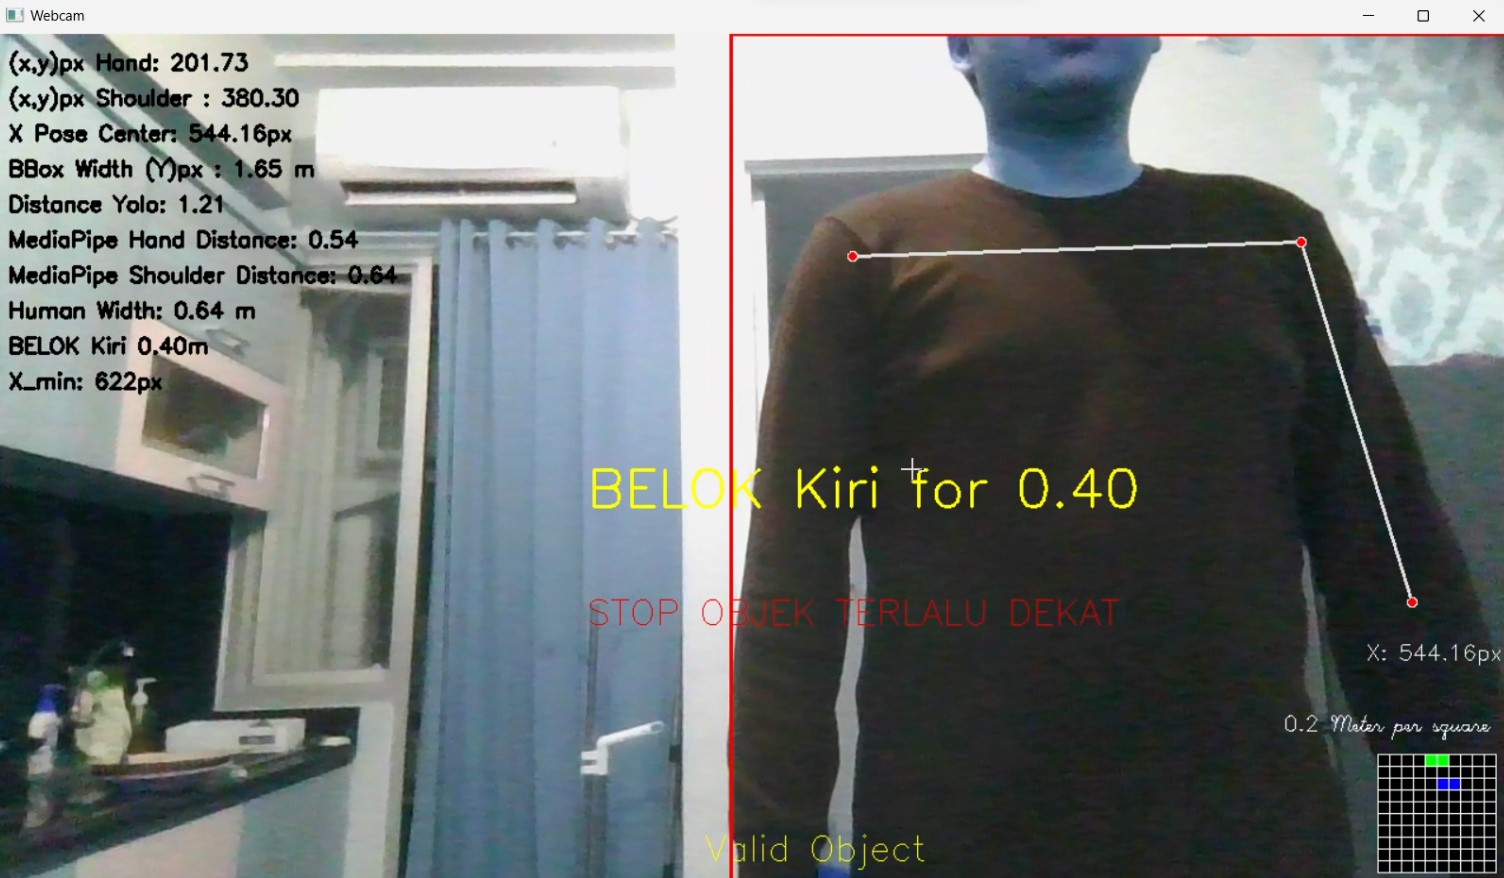 Webcam
(x,y)px Hand: 201.73
(x,y)px Shoulder : 380.30
X Pose Center: 544.16px
BBox Width (Y)px : 1.65 m
Distance Yolo: 1.21
MediaPipe Hand Distance: 0.54
MediaPipe Shoulder Distance: 0.64
Human Width: 0.64 m
BELOK Kiri 0.40m
X_min: 622px
BELOK Kiri for 0.40
STOP OBJEK TERLALU DEKAT
X: 544.16px
0.2 Meter per square
Valid Object